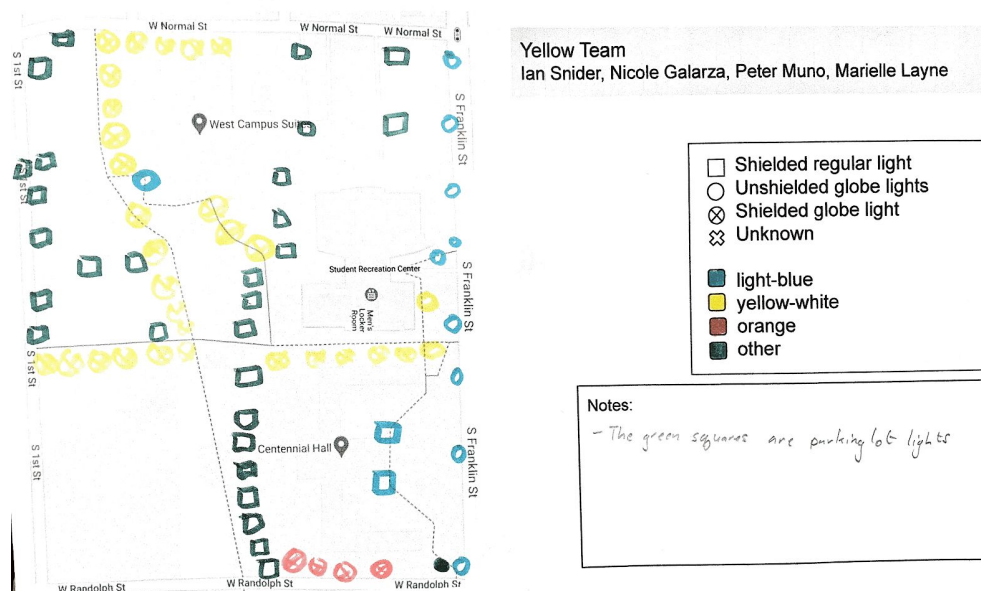 W Normal St
W Normal St
W Normal St
S 1st St
S Franklin St
West Campus Suites
S 1st St
Student Recreation Center
S Franklin St
Men's
Locker
Room
S 1st St
Centennial Hall
S Franklin St
S 1st St
W Randolph St
W Randolph St
W Randolph St
Yellow Team
Ian Snider, Nicole Galarza, Peter Muno, Marielle Layne
Shielded regular light
Unshielded globe lights
Shielded globe light
Unknown
light-blue
yellow-white
orange
other
Notes:
- The green squares are parking lot lights